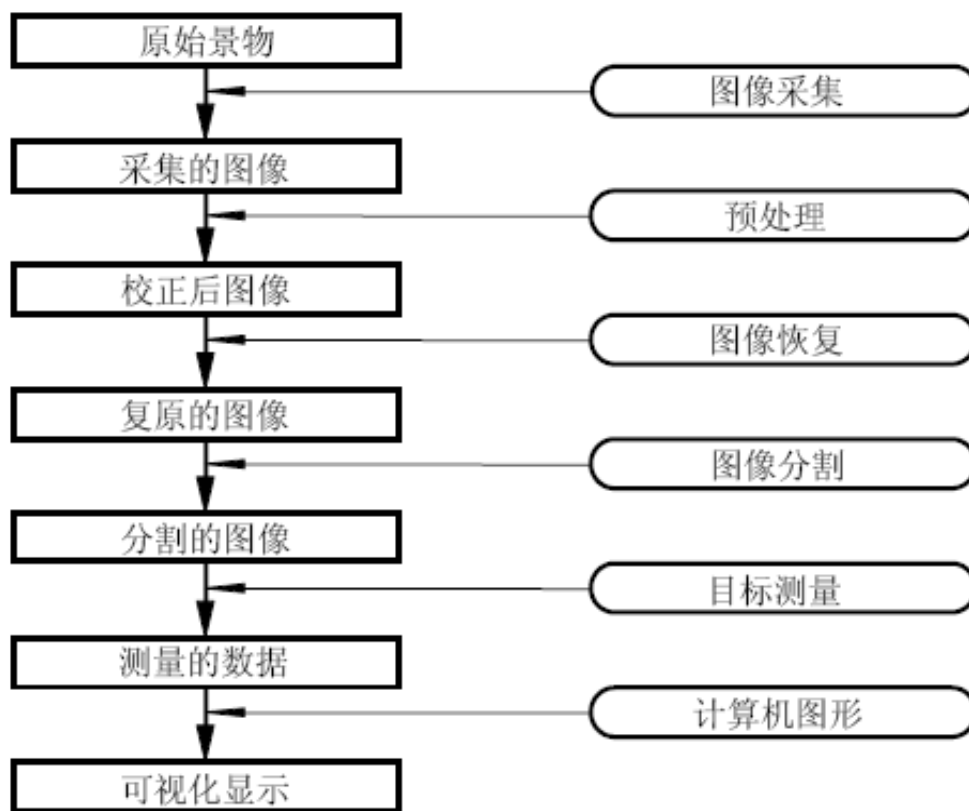 原始景物
图像采集
采集的图像
预处理
校正后图像
图像恢复
复原的图像
图像分割
分割的图像
目标测量
测量的数据
计算机图形
可视化显示